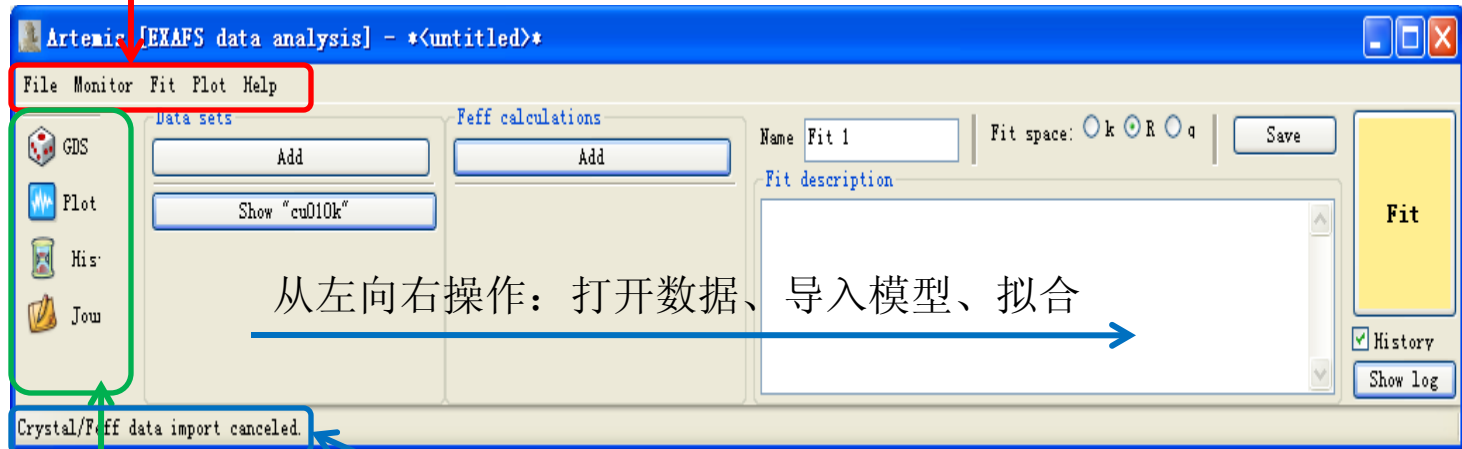 Artemis [EXAFS data analysis] - *<untitled>*
File Monitor Fit Plot Help
GDS
Plot
His
Jou
Data sets
Add
Show "cu010k"
Feff calculations
Add
Name Fit 1
Fit space: k R q
Save
Fit description
Fit
History
Show log
从左向右操作：打开数据、导入模型、拟合
Crystal/Feff data import canceled.